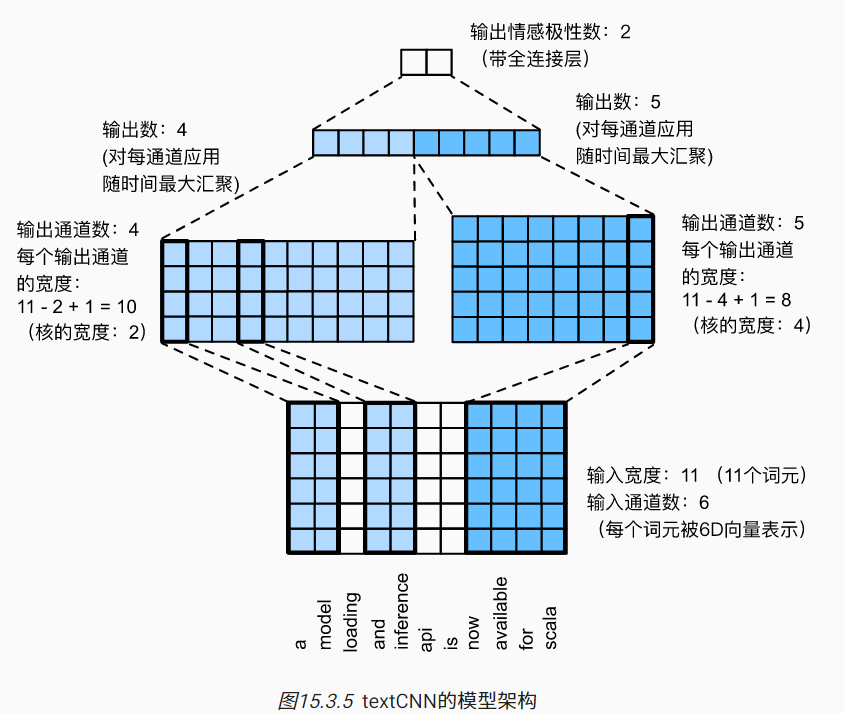 输出情感极性数：2
（带全连接层）
输出数：4
(对每通道应用
随时间最大汇聚)
输出数：5
(对每通道应用
随时间最大汇聚)
输出通道数：4
每个输出通道
的宽度：
11 - 2 + 1 = 10
（核的宽度：2）
输出通道数：5
每个输出通道
的宽度：
11 - 4 + 1 = 8
（核的宽度：4）
输入宽度：11 （11个词元）
输入通道数：6
（每个词元被6D向量表示）
a
model
loading
and
inference
api
is
now
available
for
scala
图15.3.5 textCNN的模型架构